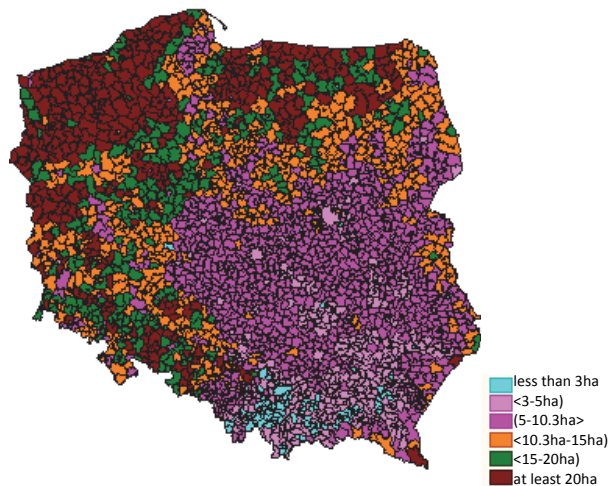 less than 3ha
<3-5ha)
(5-10.3ha>
<10.3ha-15ha)
<15-20ha)
at least 20ha